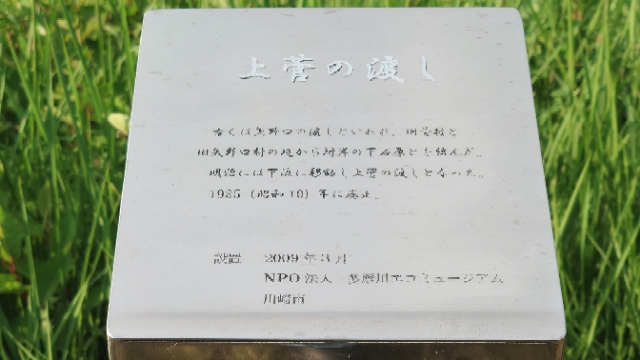 上菅の渡し
古くは矢野口の渡しといわれ、旧菅村と
旧矢野口村の境から対岸の下石原とを結んだ。
明治には下流に移動し上菅の渡しとなった。
1935（昭和10）年に廃止。
設置 2009年3月
NPO法人 多摩川エコミュージアム
川崎市